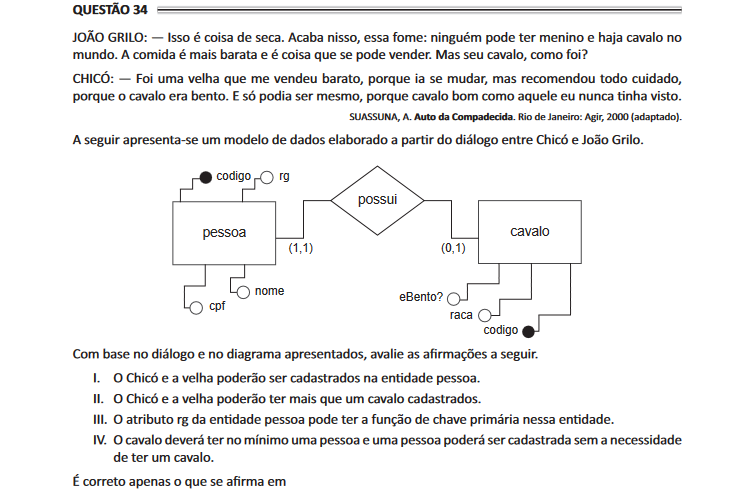 QUESTÃO 34
JOÃO GRILO: — Isso é coisa de seca. Acaba nisso, essa fome: ninguém pode ter menino e haja cavalo no
mundo. A comida é mais barata e é coisa que se pode vender. Mas seu cavalo, como foi?
CHICÓ: — Foi uma velha que me vendeu barato, porque ia se mudar, mas recomendou todo cuidado,
porque o cavalo era bento. E só podia ser mesmo, porque cavalo bom como aquele eu nunca tinha visto.
SUASSUNA, A. Auto da Compadecida. Rio de Janeiro: Agir, 2000 (adaptado).
A seguir apresenta-se um modelo de dados elaborado a partir do diálogo entre Chicó e João Grilo.
codigo
rg
possui
pessoa
cavalo
(1,1)
(0,1)
nome
cpf
eBento?
raca
codigo
Com base no diálogo e no diagrama apresentados, avalie as afirmações a seguir.
I. O Chicó e a velha poderão ser cadastrados na entidade pessoa.
II. O Chicó e a velha poderão ter mais que um cavalo cadastrados.
III. O atributo rg da entidade pessoa pode ter a função de chave primária nessa entidade.
IV. O cavalo deverá ter no mínimo uma pessoa e uma pessoa poderá ser cadastrada sem a necessidade
de ter um cavalo.
É correto apenas o que se afirma em